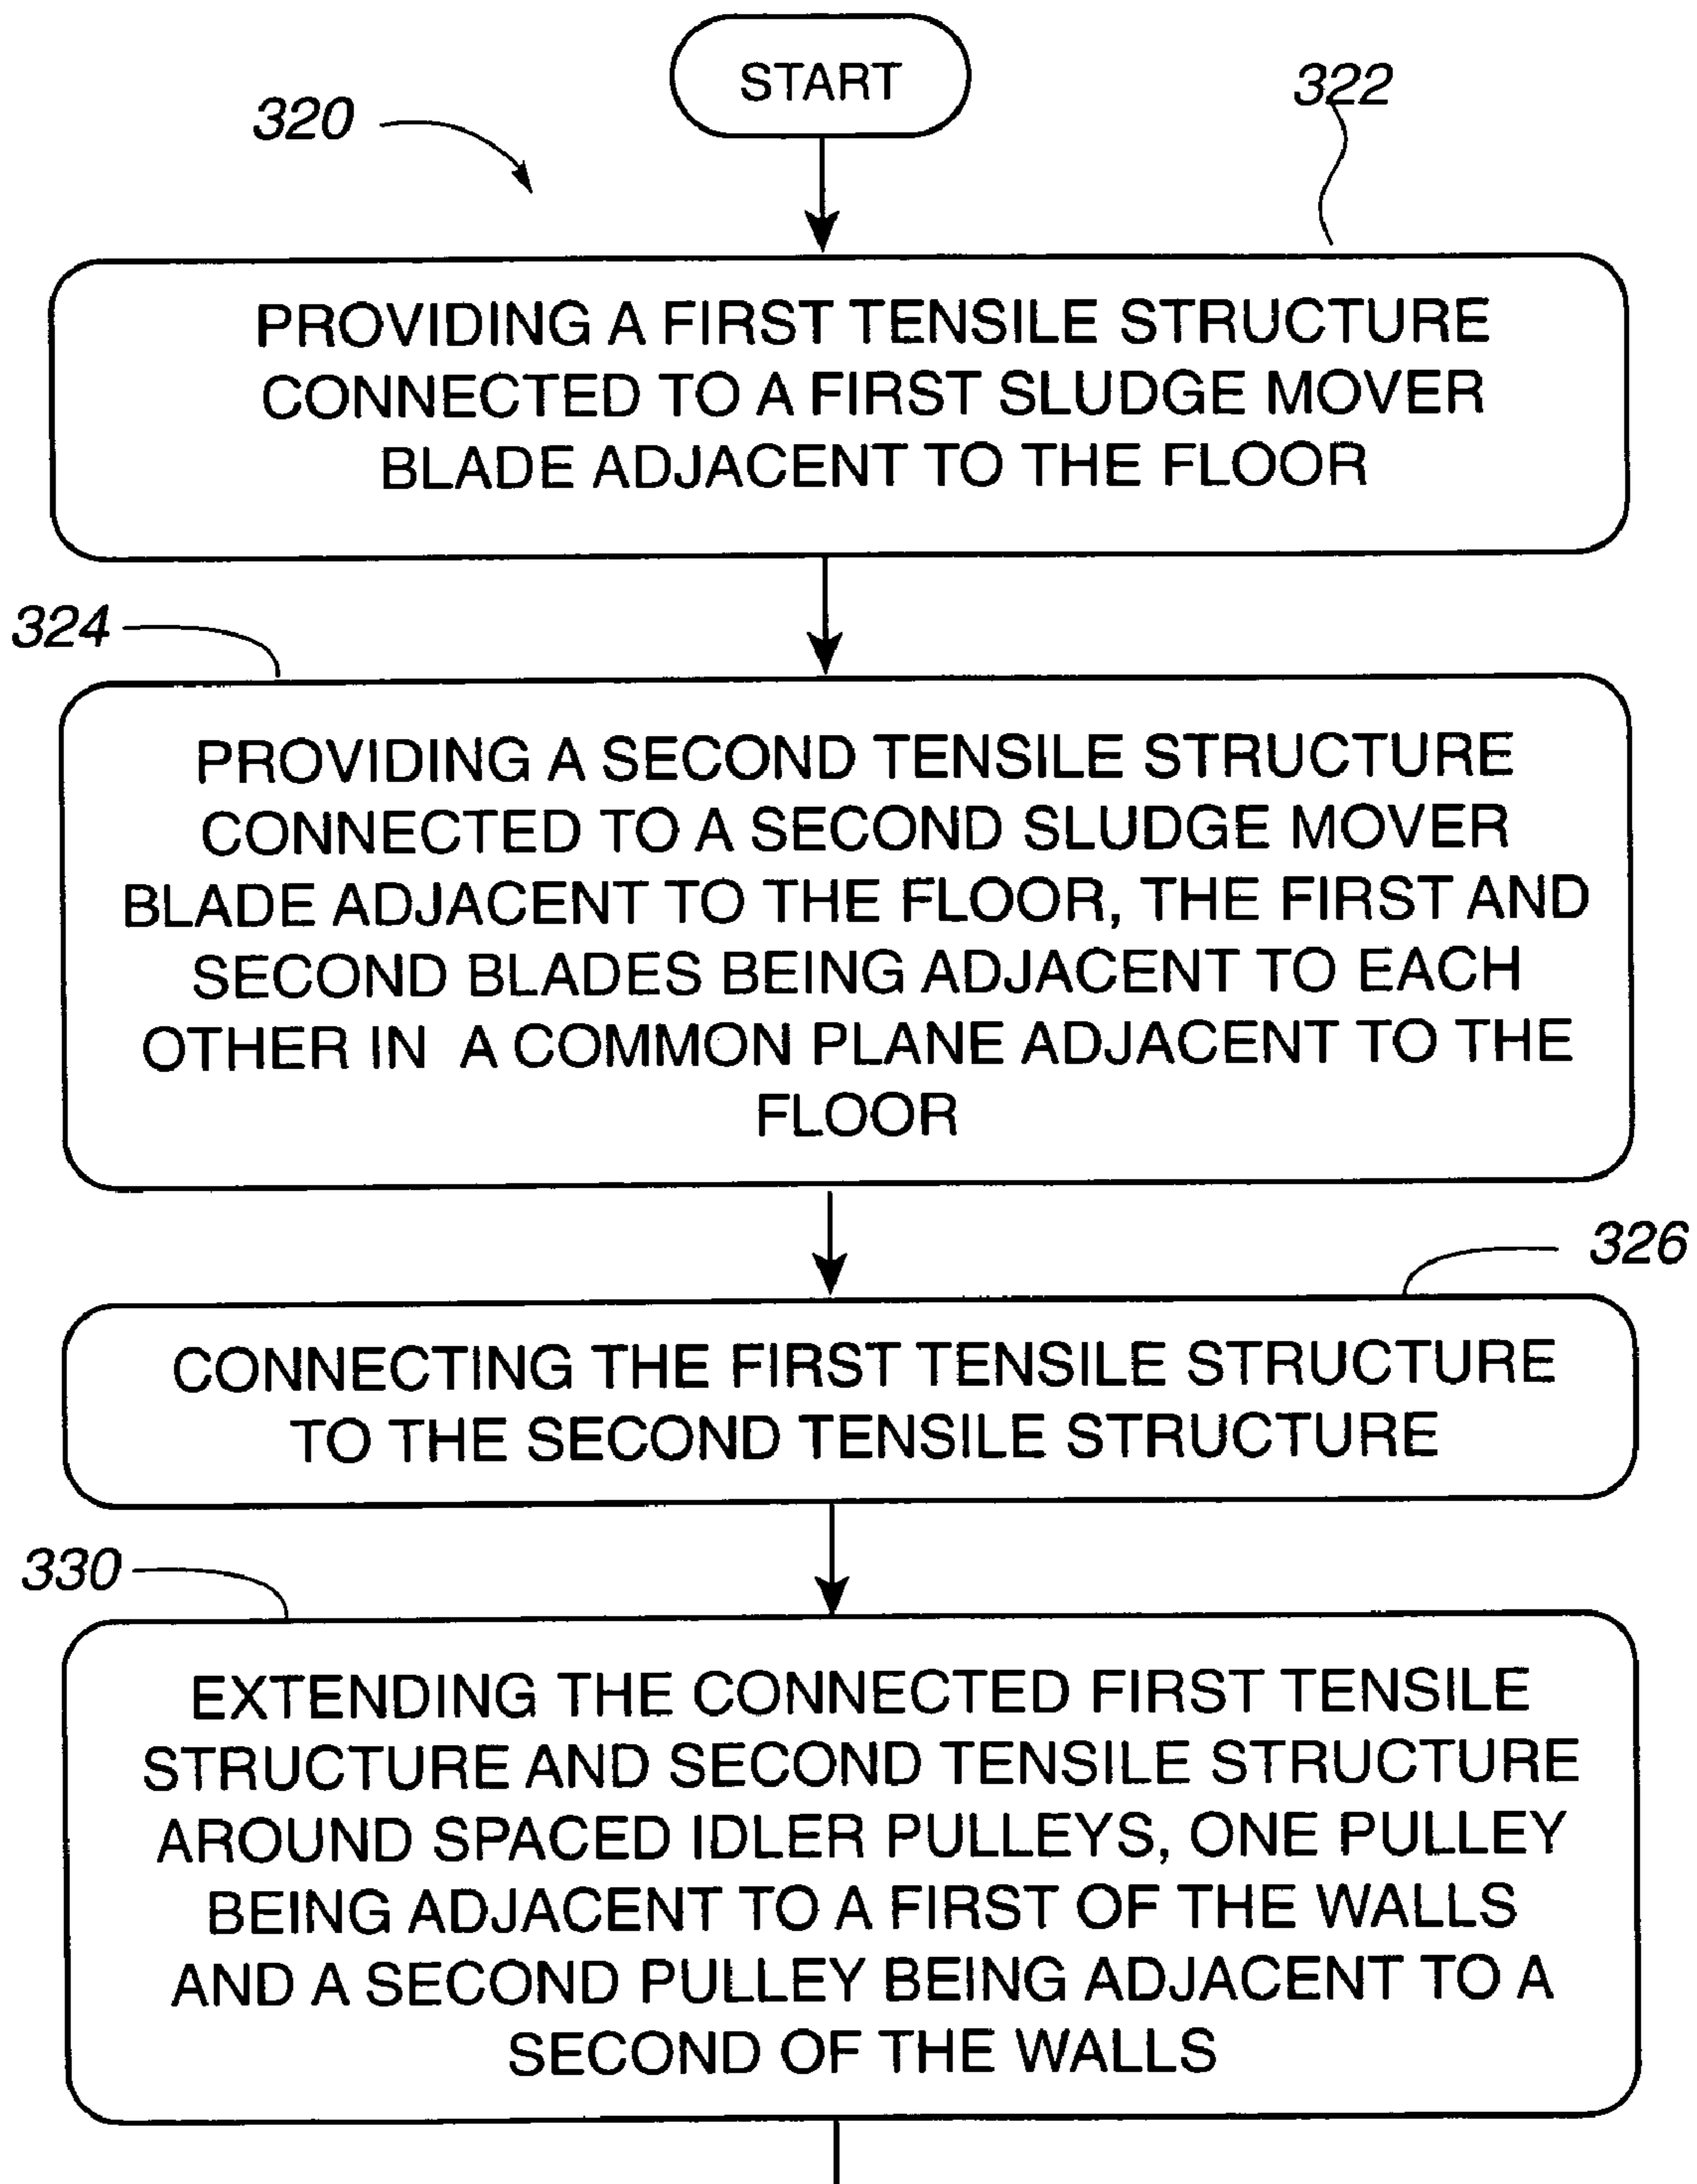 START
320
322
PROVIDING A FIRST TENSILE STRUCTURE
CONNECTED TO A FIRST SLUDGE MOVER
BLADE ADJACENT TO THE FLOOR
324
PROVIDING A SECOND TENSILE STRUCTURE
CONNECTED TO A SECOND SLUDGE MOVER
BLADE ADJACENT TO THE FLOOR, THE FIRST AND
SECOND BLADES BEING ADJACENT TO EACH
OTHER IN A COMMON PLANE ADJACENT TO THE
FLOOR
326
CONNECTING THE FIRST TENSILE STRUCTURE
TO THE SECOND TENSILE STRUCTURE
330
EXTENDING THE CONNECTED FIRST TENSILE
STRUCTURE AND SECOND TENSILE STRUCTURE
AROUND SPACED IDLER PULLEYS, ONE PULLEY
BEING ADJACENT TO A FIRST OF THE WALLS
AND A SECOND PULLEY BEING ADJACENT TO A
SECOND OF THE WALLS